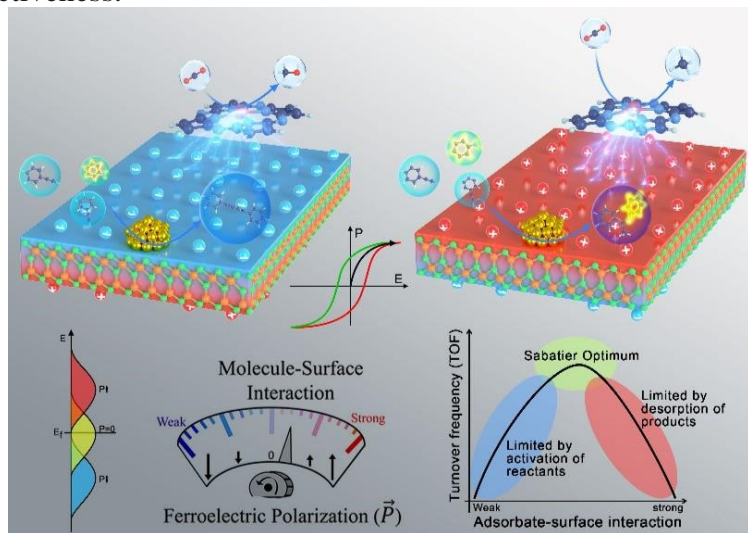 P
E
E
P⇑
E_f
P=0
P⇓
Molecule-Surface
Interaction
Weak
Strong
0
Ferroelectric Polarization (P⃗)
Turnover frequency (TOF)
Sabatier Optimum
Limited by
desorption of
products
Limited by
activation of
reactants
Weak
strong
Adsorbate-surface interaction